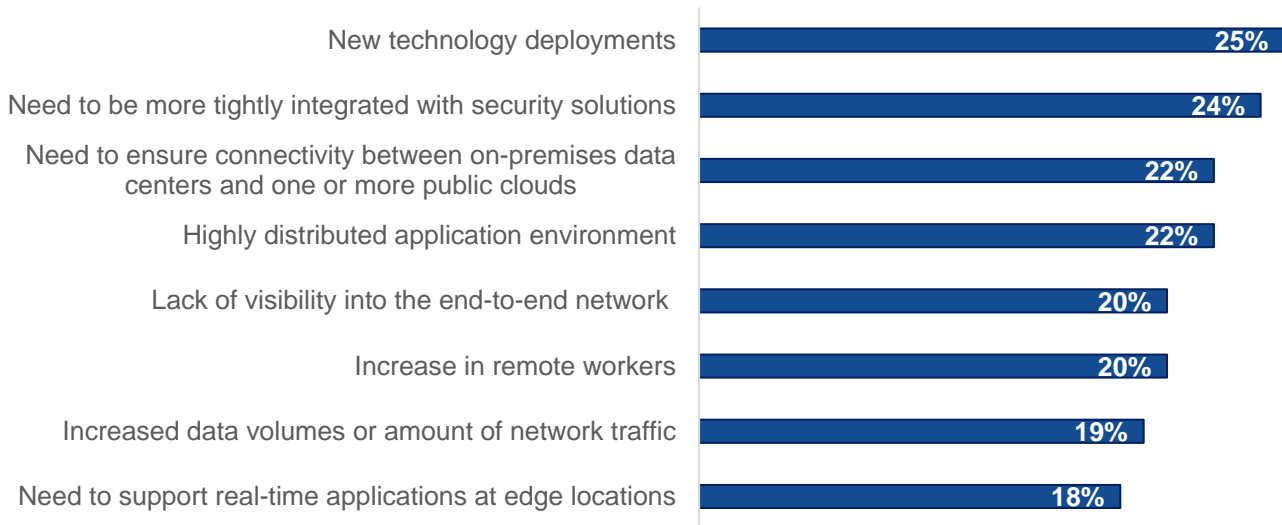 New technology deployments 25%
Need to be more tightly integrated with security solutions 24%
Need to ensure connectivity between on-premises data
centers and one or more public clouds 22%
Highly distributed application environment 22%
Lack of visibility into the end-to-end network 20%
Increase in remote workers 20%
Increased data volumes or amount of network traffic 19%
Need to support real-time applications at edge locations 18%